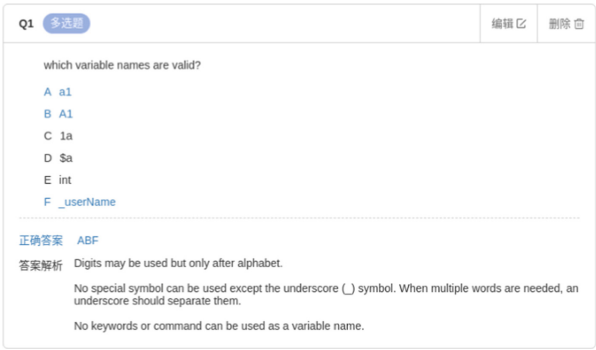 Q1 多选题 编辑 删除
which variable names are valid?
A a1
B A1
C 1a
D $a
E int
F _userName
正确答案 ABF
答案解析 Digits may be used but only after alphabet.
No special symbol can be used except the underscore (_) symbol. When multiple words are needed, an
underscore should separate them.
No keywords or command can be used as a variable name.